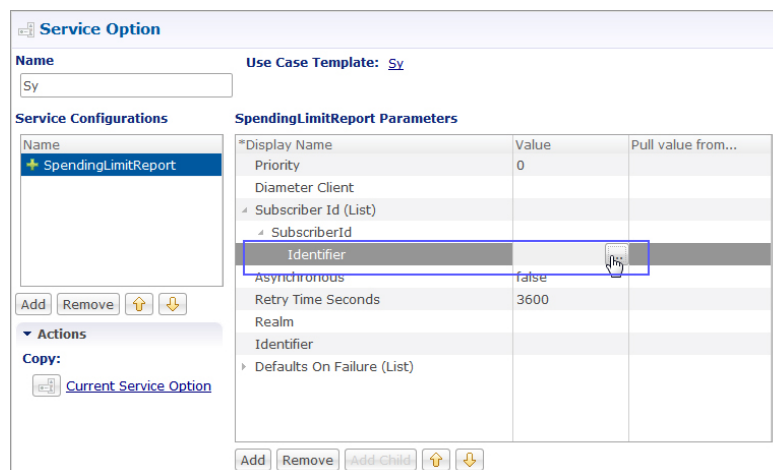 Service Option
Name
Use Case Template: Sy
Sy
Service Configurations
SpendingLimitReport Parameters
Name
*Display Name Value Pull value from...
SpendingLimitReport
Priority 0
Diameter Client
Subscriber Id (List)
SubscriberId
Identifier ...
Asynchronous false
Retry Time Seconds 3600
Realm
Identifier
Defaults On Failure (List)
Add Remove
Actions
Copy:
Current Service Option
Add Remove Add Child